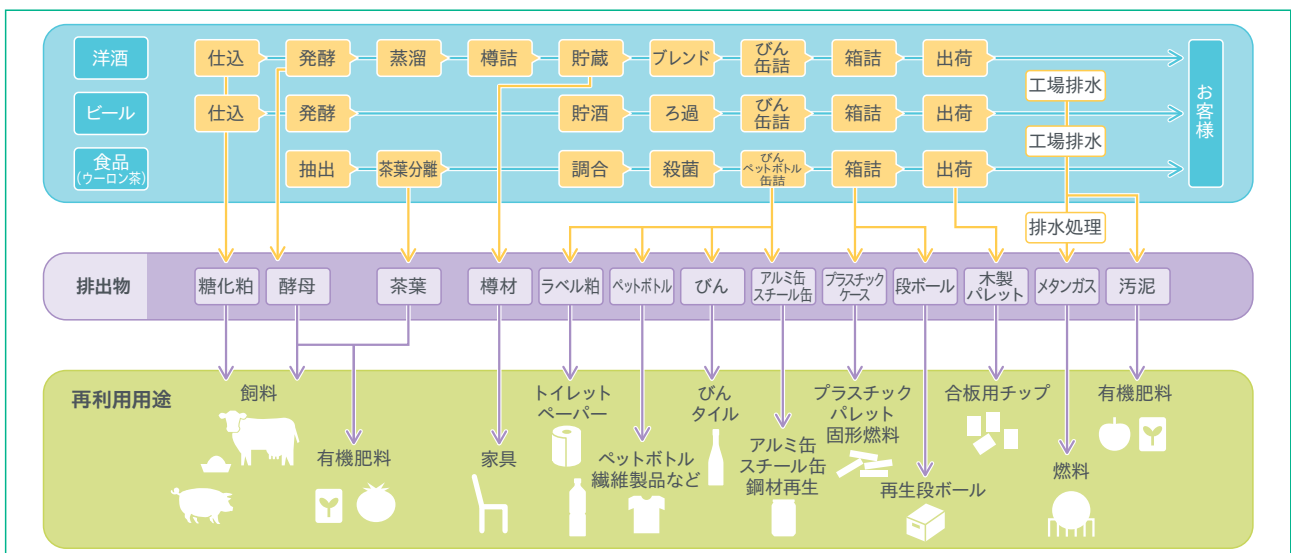 洋酒
仕込
発酵
蒸溜
樽詰
貯蔵
ブレンド
びん
缶詰
箱詰
出荷
工場排水
お客様
ビール
仕込
発酵
貯酒
ろ過
びん
缶詰
箱詰
出荷
工場排水
食品
(ウーロン茶)
抽出
茶葉分離
調合
殺菌
びん
ペットボトル
缶詰
箱詰
出荷
排水処理
排出物
糖化粕
酵母
茶葉
樽材
ラベル粕
ペットボトル
びん
アルミ缶
スチール缶
プラスチック
ケース
段ボール
木製
パレット
メタンガス
汚泥
再利用用途
飼料
有機肥料
家具
トイレット
ペーパー
ペットボトル
繊維製品など
びん
タイル
アルミ缶
スチール缶
鋼材再生
プラスチック
パレット
固形燃料
再生段ボール
合板用チップ
燃料
有機肥料